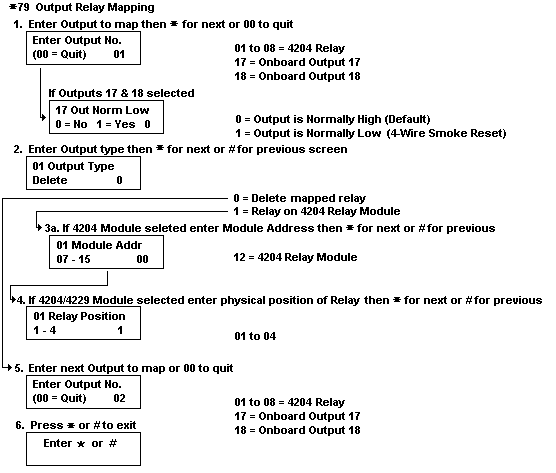 *79 Output Relay Mapping
1. Enter Output to map then * for next or 00 to quit
Enter Output No.
(00 = Quit) 01
01 to 08 = 4204 Relay
17 = Onboard Output 17
18 = Onboard Output 18
If Outputs 17 & 18 selected
17 Out Norm Low
0 = No 1 = Yes 0
0 = Output is Normally High (Default)
1 = Output is Normally Low (4-Wire Smoke Reset)
2. Enter Output type then * for next or # for previous screen
01 Output Type
Delete 0
0 = Delete mapped relay
1 = Relay on 4204 Relay Module
3a. If 4204 Module seleted enter Module Address then * for next or # for previous
01 Module Addr
07 - 15 00
12 = 4204 Relay Module
4. If 4204/4229 Module selected enter physical position of Relay then * for next or # for previous
01 Relay Position
1 - 4 1
01 to 04
5. Enter next Output to map or 00 to quit
Enter Output No.
(00 = Quit) 02
01 to 08 = 4204 Relay
17 = Onboard Output 17
18 = Onboard Output 18
6. Press * or # to exit
Enter * or #